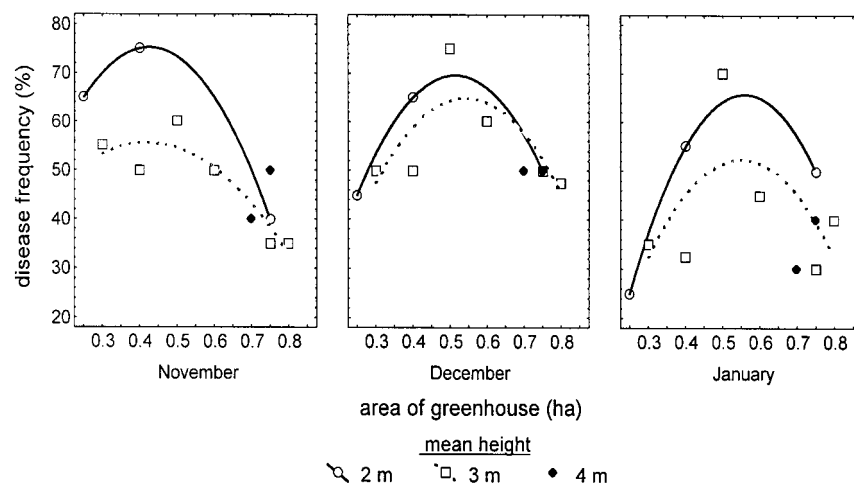 disease frequency (%)
80
70
60
50
40
30
20
0.3 0.4 0.5 0.6 0.7 0.8
November
0.3 0.4 0.5 0.6 0.7 0.8
December
0.3 0.4 0.5 0.6 0.7 0.8
January
area of greenhouse (ha)
mean height
2 m 3 m 4 m